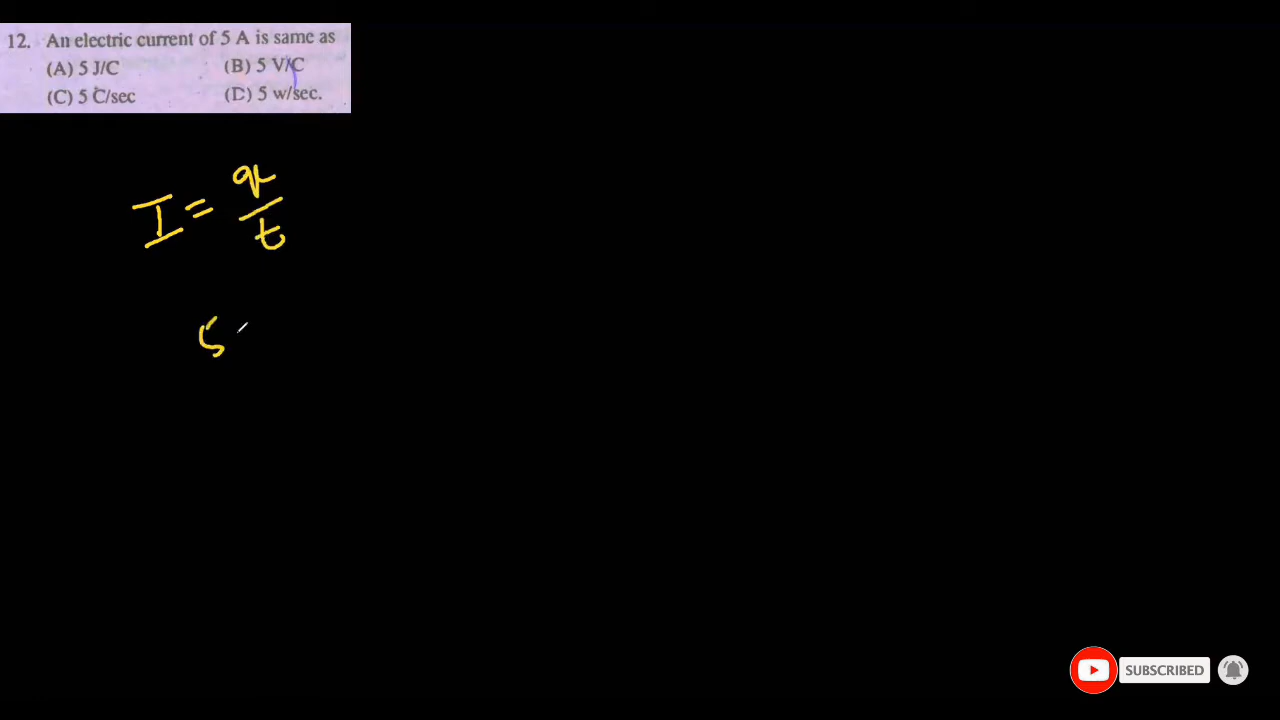 12. An electric current of 5 A is same as
(A) 5 J/C (B) 5 V/C
(C) 5 C/sec (D) 5 w/sec.
I = q/t
5
SUBSCRIBED